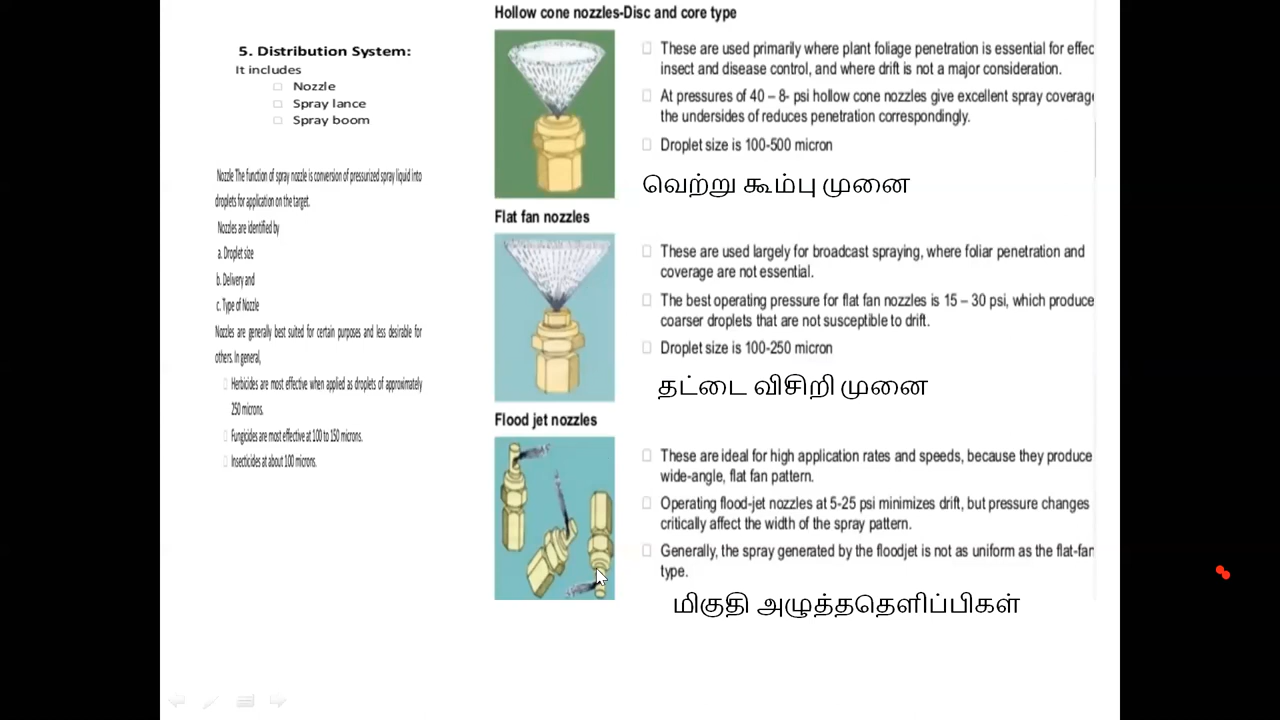 5. Distribution System:
It includes
Nozzle
Spray lance
Spray boom
Nozzle The function of spray nozzle is conversion of pressurized spray liquid into
droplets for application on the target.
Nozzles are identified by
a. Droplet size
b. Delivery and
c. Type of Nozzle
Nozzles are generally best suited for certain purposes and less desirable for
others. In general,
Herbicides are most effective when applied as droplets of approximately
250 microns.
Fungicides are most effective at 100 to 150 microns.
Insecticides at about 100 microns.
Hollow cone nozzles-Disc and core type
These are used primarily where plant foliage penetration is essential for effec
insect and disease control, and where drift is not a major consideration.
At pressures of 40 – 8- psi hollow cone nozzles give excellent spray coverage
the undersides of reduces penetration correspondingly.
Droplet size is 100-500 micron
வெற்று கூம்பு முனை
Flat fan nozzles
These are used largely for broadcast spraying, where foliar penetration and
coverage are not essential.
The best operating pressure for flat fan nozzles is 15 – 30 psi, which produce
coarser droplets that are not susceptible to drift.
Droplet size is 100-250 micron
தட்டை விசிறி முனை
Flood jet nozzles
These are ideal for high application rates and speeds, because they produce
wide-angle, flat fan pattern.
Operating flood-jet nozzles at 5-25 psi minimizes drift, but pressure changes
critically affect the width of the spray pattern.
Generally, the spray generated by the floodjet is not as uniform as the flat-fan
type.
மிகுதி அழுத்ததெளிப்பிகள்